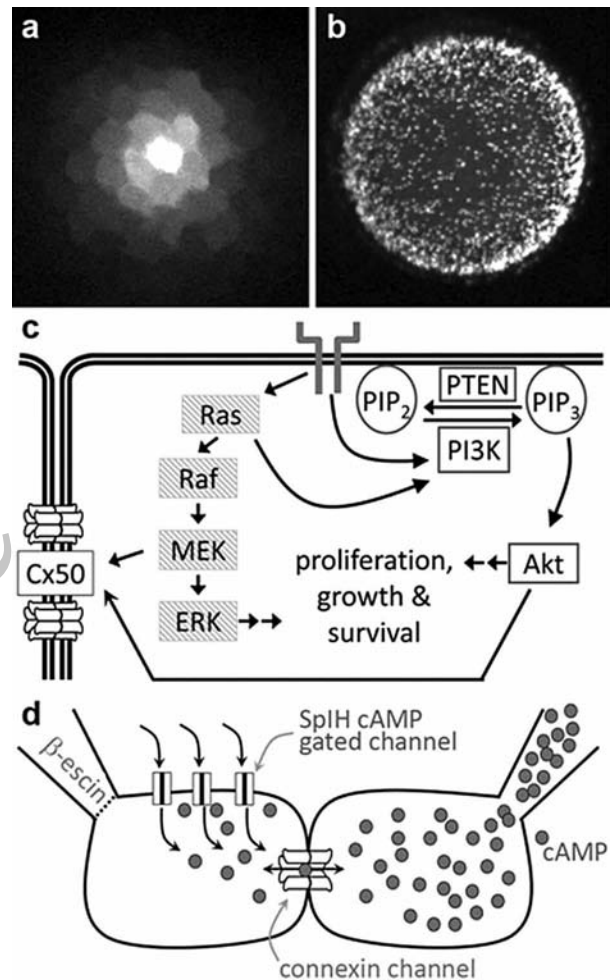 a
b
c
PTEN
PIP2
PIP3
Ras
PI3K
Raf
MEK
Cx50
proliferation,
growth &
survival
Akt
ERK
d
SpIH cAMP
gated channel
β-escin
cAMP
connexin channel